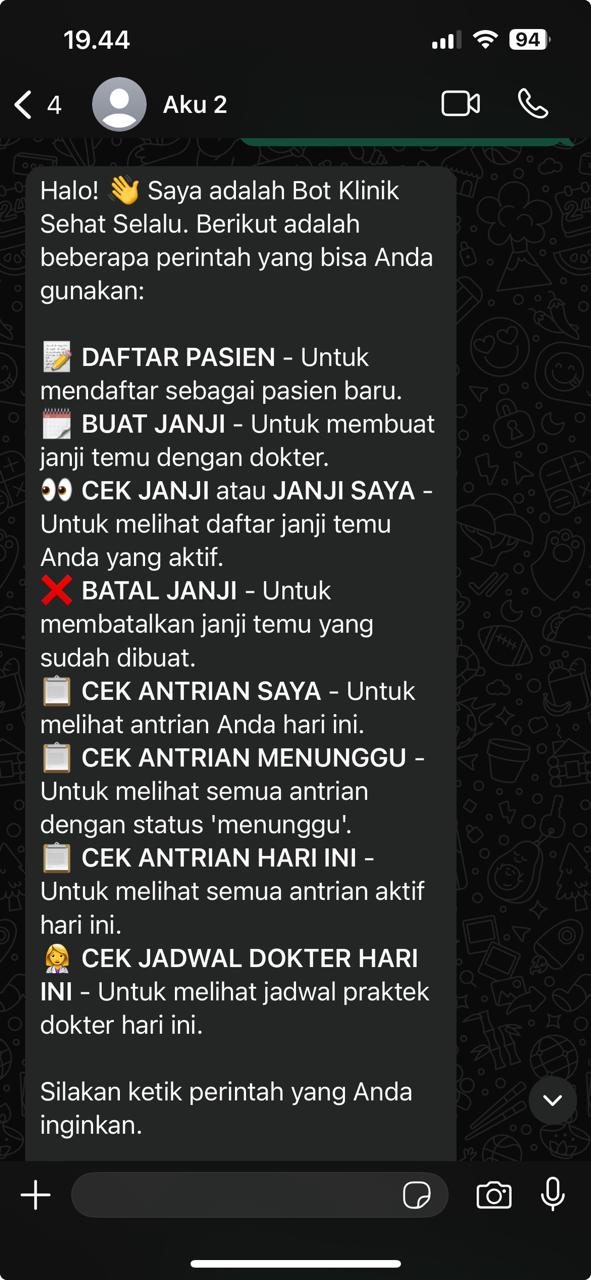 19.44
94
4
Aku 2
Halo! 👋 Saya adalah Bot Klinik
Sehat Selalu. Berikut adalah
beberapa perintah yang bisa Anda
gunakan:
📝 DAFTAR PASIEN - Untuk
mendaftar sebagai pasien baru.
🗓️ BUAT JANJI - Untuk membuat
janji temu dengan dokter.
👀 CEK JANJI atau JANJI SAYA -
Untuk melihat daftar janji temu
Anda yang aktif.
❌ BATAL JANJI - Untuk
membatalkan janji temu yang
sudah dibuat.
📋 CEK ANTRIAN SAYA - Untuk
melihat antrian Anda hari ini.
📋 CEK ANTRIAN MENUNGGU -
Untuk melihat semua antrian
dengan status 'menunggu'.
📋 CEK ANTRIAN HARI INI -
Untuk melihat semua antrian aktif
hari ini.
👩‍⚕️ CEK JADWAL DOKTER HARI
INI - Untuk melihat jadwal praktek
dokter hari ini.
Silakan ketik perintah yang Anda
inginkan.